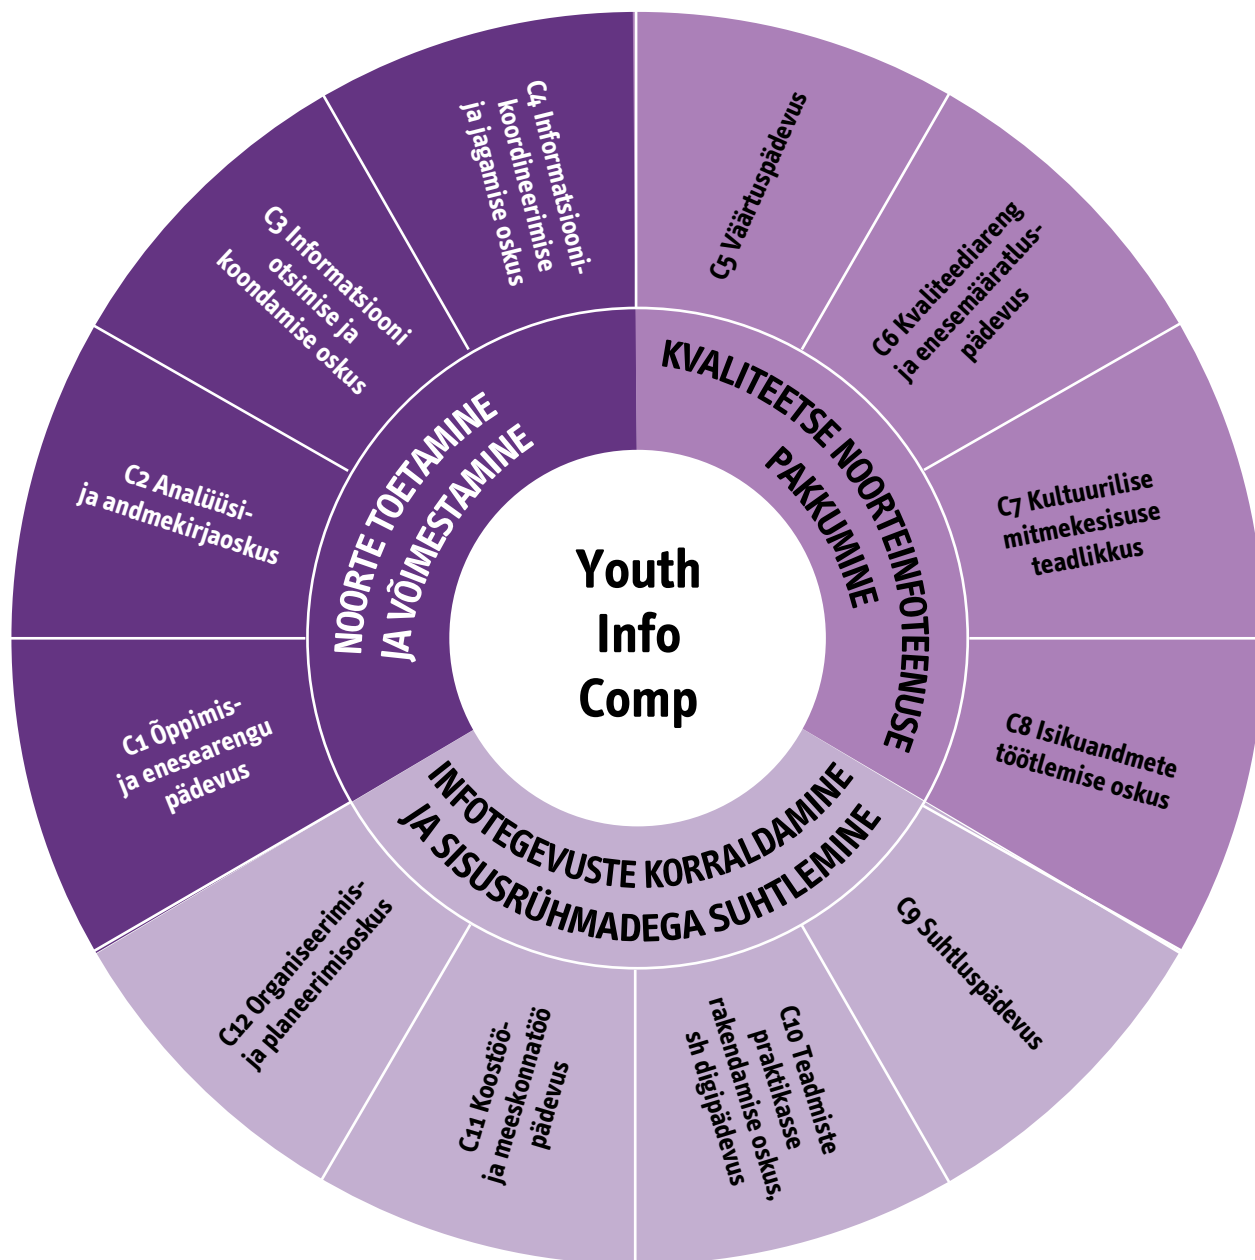 Youth
Info
Comp
NOORTE TOETAMINE
JA VÕIMESTAMINE
C1 Õppimis-
ja enesearengu
pädevus
C2 Analüüsi-
ja andmekirjaoskus
C3 Informatsiooni
otsimise ja
koondamise oskus
C4 Informatsiooni-
koordineerimise
ja jagamise oskus
KVALITEETSE NOORTEINFOTEENUSE
PAKKUMINE
C5 Väärtuspädevus
C6 Kvaliteediareng
ja enesemääratlus-
pädevus
C7 Kultuurilise
mitmekesisuse
teadlikkus
C8 Isikuandmete
töötlemise oskus
INFOTEGEVUSTE KORRALDAMINE
JA SISUSRÜHMADEGA SUHTLEMINE
C9 Suhtluspädevus
C10 Teadmiste
praktikasse
rakendamise oskus,
sh digipädevus
C11 Koostöö-
ja meeskonnatöö
pädevus
C12 Organiseerimis-
ja planeerimisoskus